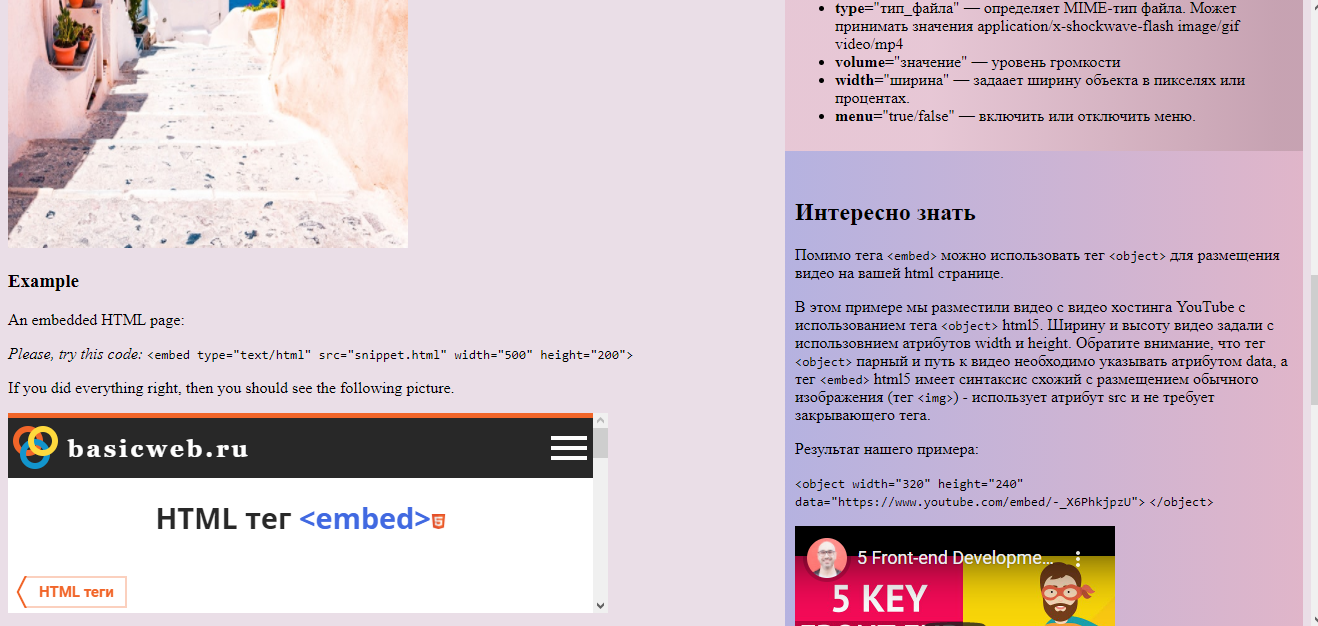 Example
An embedded HTML page:
Please, try this code: <embed type="text/html" src="snippet.html" width="500" height="200">
If you did everything right, then you should see the following picture.
basicweb.ru
HTML тег <embed>
HTML теги
type="тип_файла" — определяет MIME-тип файла. Может
принимать значения application/x-shockwave-flash image/gif
video/mp4
volume="значение" — уровень громкости
width="ширина" — задаает ширину объекта в пикселях или
процентах.
menu="true/false" — включить или отключить меню.
Интересно знать
Помимо тега <embed> можно использовать тег <object> для размещения
видео на вашей html странице.
В этом примере мы разместили видео с видео хостинга YouTube с
использованием тега <object> html5. Ширину и высоту видео задали с
использовнием атрибутов width и height. Обратите внимание, что тег
<object> парный и путь к видео необходимо указывать атрибутом data, а
тег <embed> html5 имеет синтаксис схожий с размещением обычного
изображения (тег <img>) - использует атрибут src и не требует
закрывающего тега.
Результат нашего примера:
<object width="320" height="240"
data="https://www.youtube.com/embed/-_X6PhkjpzU"> </object>
5 Front-end Developme...
5 KEY